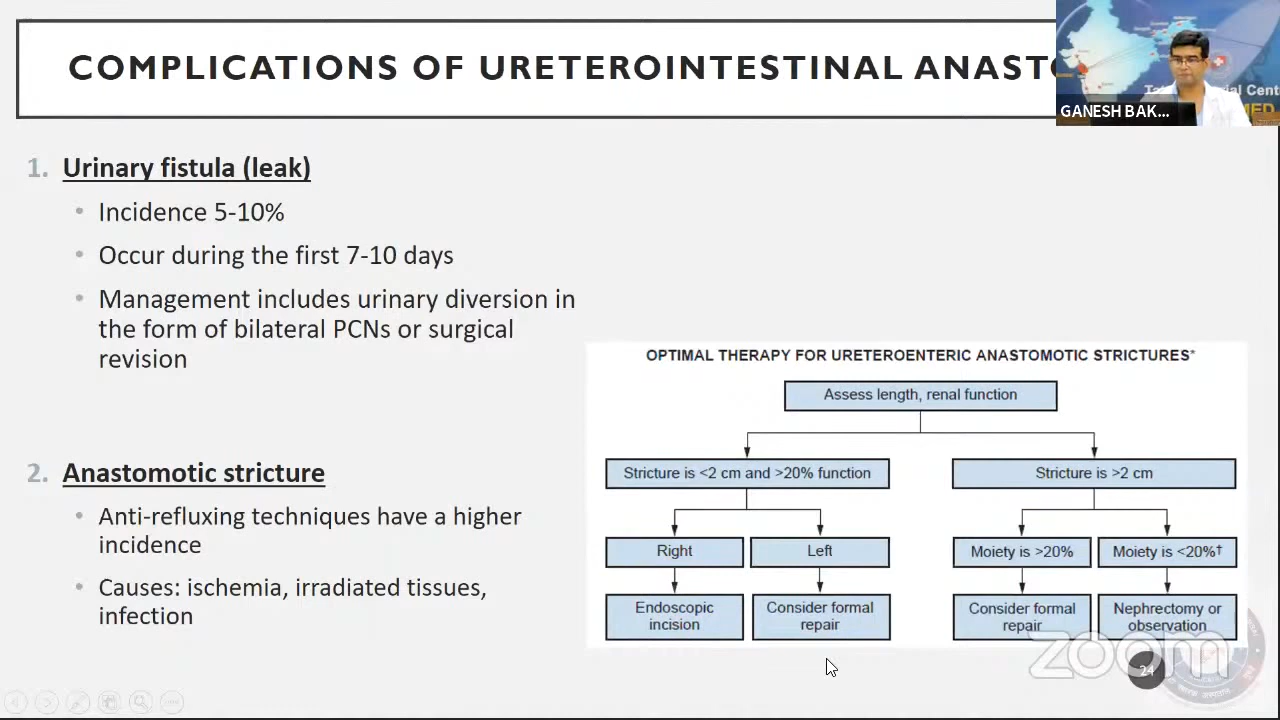 COMPLICATIONS OF URETEROINTESTINAL
GANESH BAK...
1. Urinary fistula (leak)
• Incidence 5-10%
• Occur during the first 7-10 days
• Management includes urinary diversion in
the form of bilateral PCNs or surgical
revision
2. Anastomotic stricture
• Anti-refluxing techniques have a higher
incidence
• Causes: ischemia, irradiated tissues,
infection
OPTIMAL THERAPY FOR URETEROENTERIC ANASTOMOTIC STRICTURES*
Assess length, renal function
Stricture is <2 cm and >20% function
Stricture is >2 cm
Right
Left
Moiety is >20%
Moiety is <20%†
Endoscopic
incision
Consider formal
repair
Consider formal
repair
Nephrectomy or
observation
zoom
24